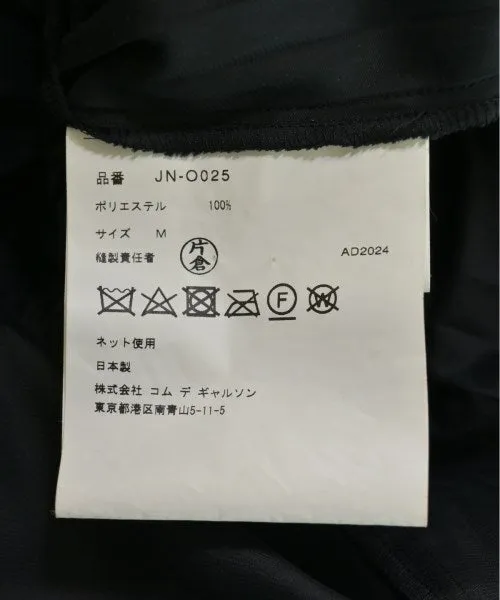 品番 JN-O025
ポリエステル 100%
サイズ M
縫製責任者 片倉 AD2024
F W
ネット使用
日本製
株式会社 コム デ ギャルソン
東京都港区南青山5-11-5